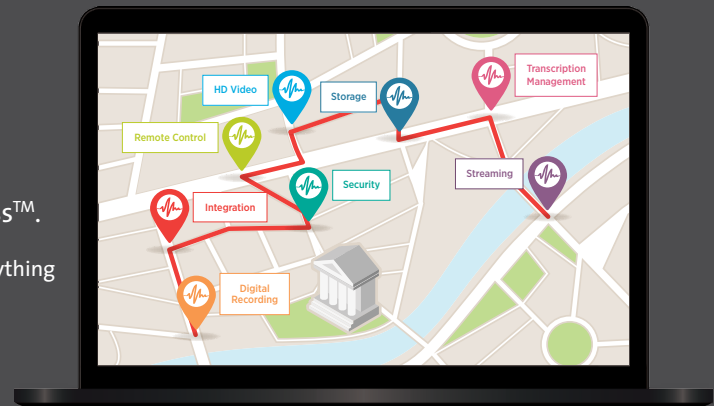 HD Video
Storage
Transcription
Management
Remote Control
Streaming
Security
Integration
s™.
ything
Digital
Recording